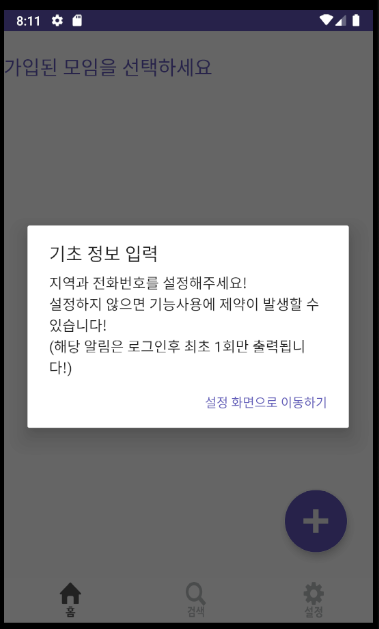 8:11
가입된 모임을 선택하세요
기초 정보 입력
지역과 전화번호를 설정해주세요!
설정하지 않으면 기능사용에 제약이 발생할 수
있습니다!
(해당 알림은 로그인후 최초 1회만 출력됩니
다!)
설정 화면으로 이동하기
홈
검색
설정